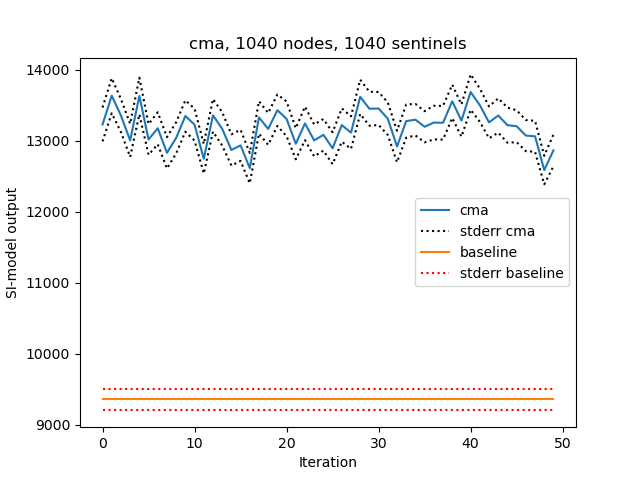 cma, 1040 nodes, 1040 sentinels
14000
13000
12000
11000
10000
9000
SI-model output
cma
stderr cma
baseline
stderr baseline
0
10
20
30
40
50
Iteration